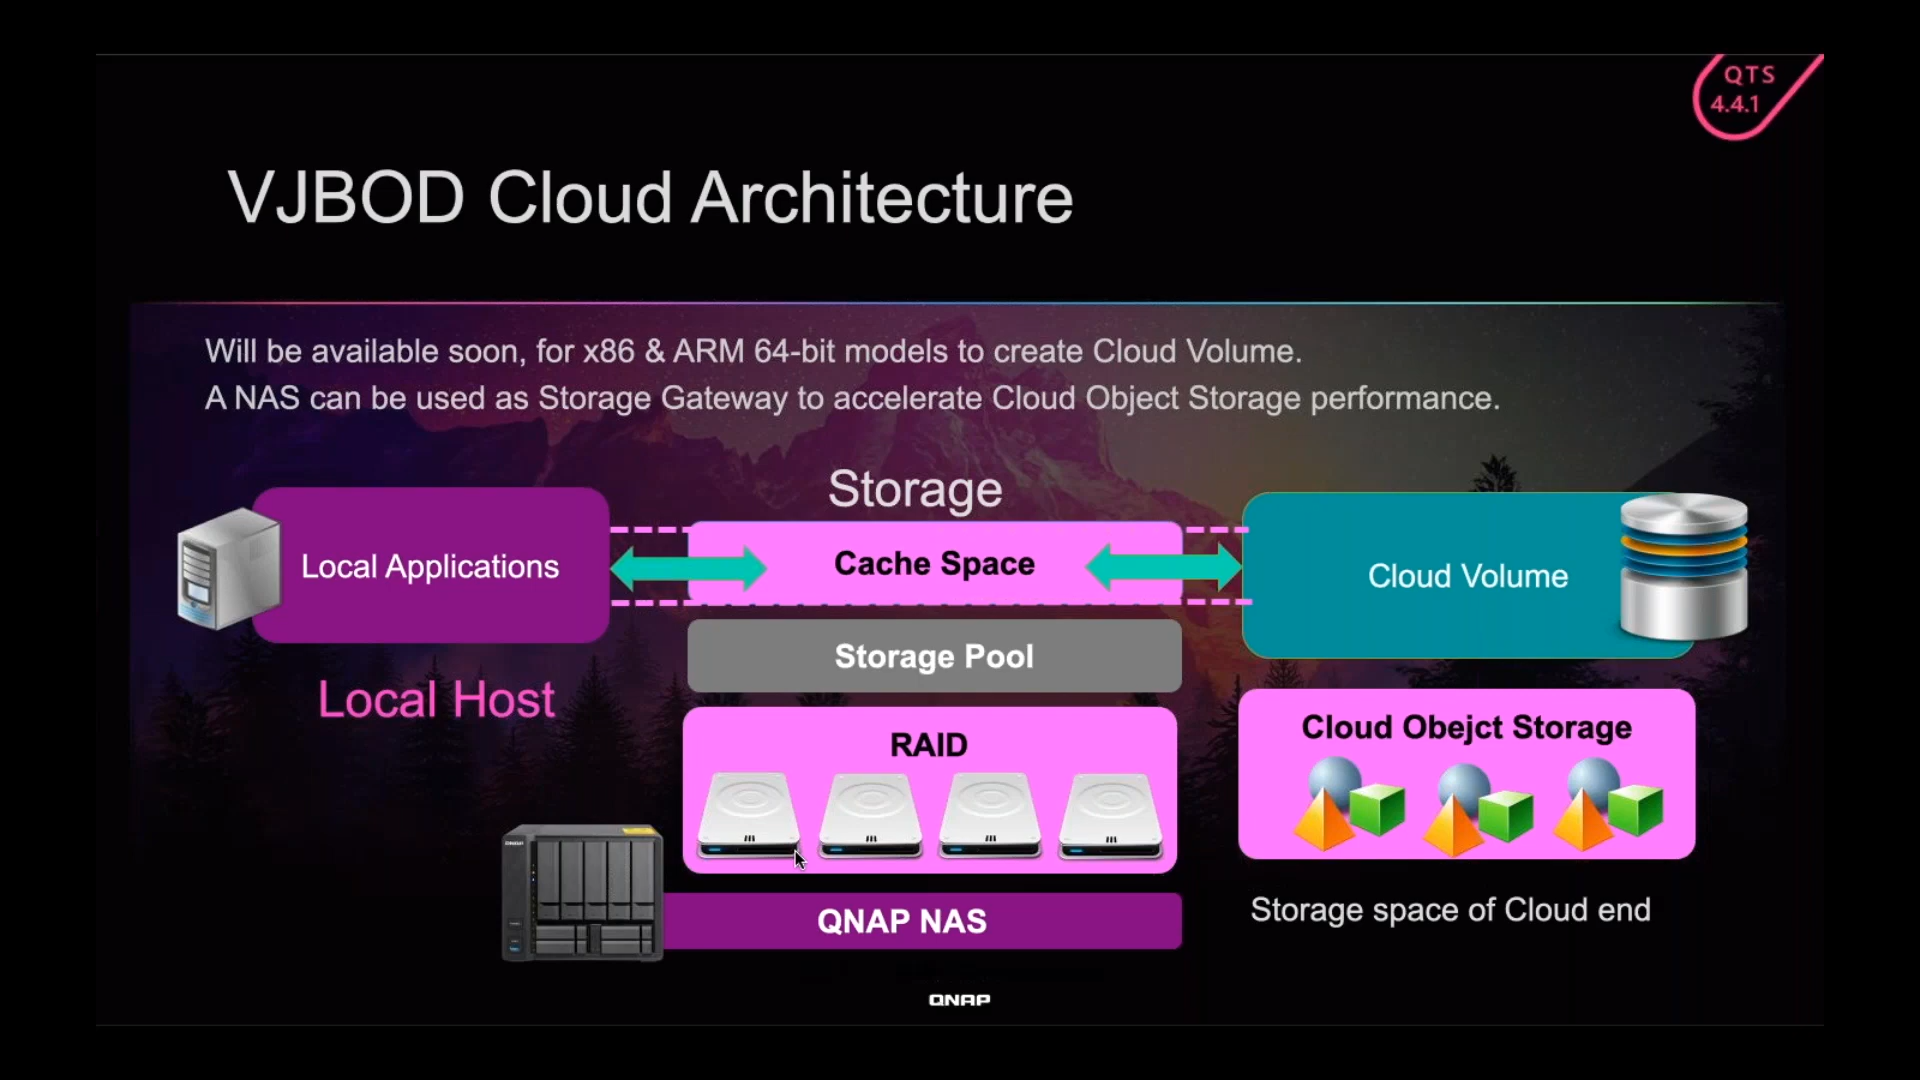 QTS
4.4.1
VJBOD Cloud Architecture
Will be available soon, for x86 & ARM 64-bit models to create Cloud Volume.
A NAS can be used as Storage Gateway to accelerate Cloud Object Storage performance.
Storage
Local Applications
Cache Space
Cloud Volume
Storage Pool
Local Host
RAID
Cloud Obejct Storage
QNAP
QNAP NAS
Storage space of Cloud end
QNAP